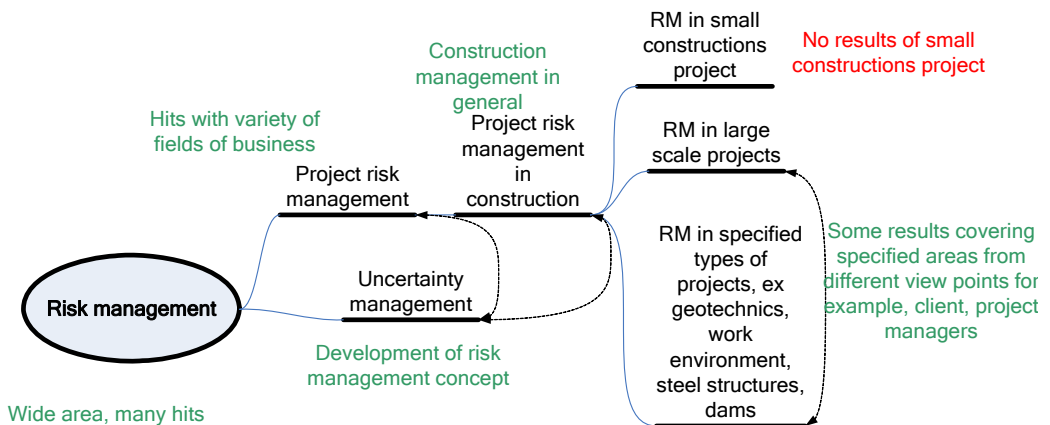 Risk management
Wide area, many hits
Hits with variety of
fields of business
Project risk
management
Uncertainty
management
Development of risk
management concept
Construction
management in
general
Project risk
management
in
construction
RM in small
constructions
project
No results of small
constructions project
RM in large
scale projects
RM in specified
types of
projects, ex
geotechnics,
work
environment,
steel structures,
dams
Some results covering
specified areas from
different view points for
example, client, project
managers